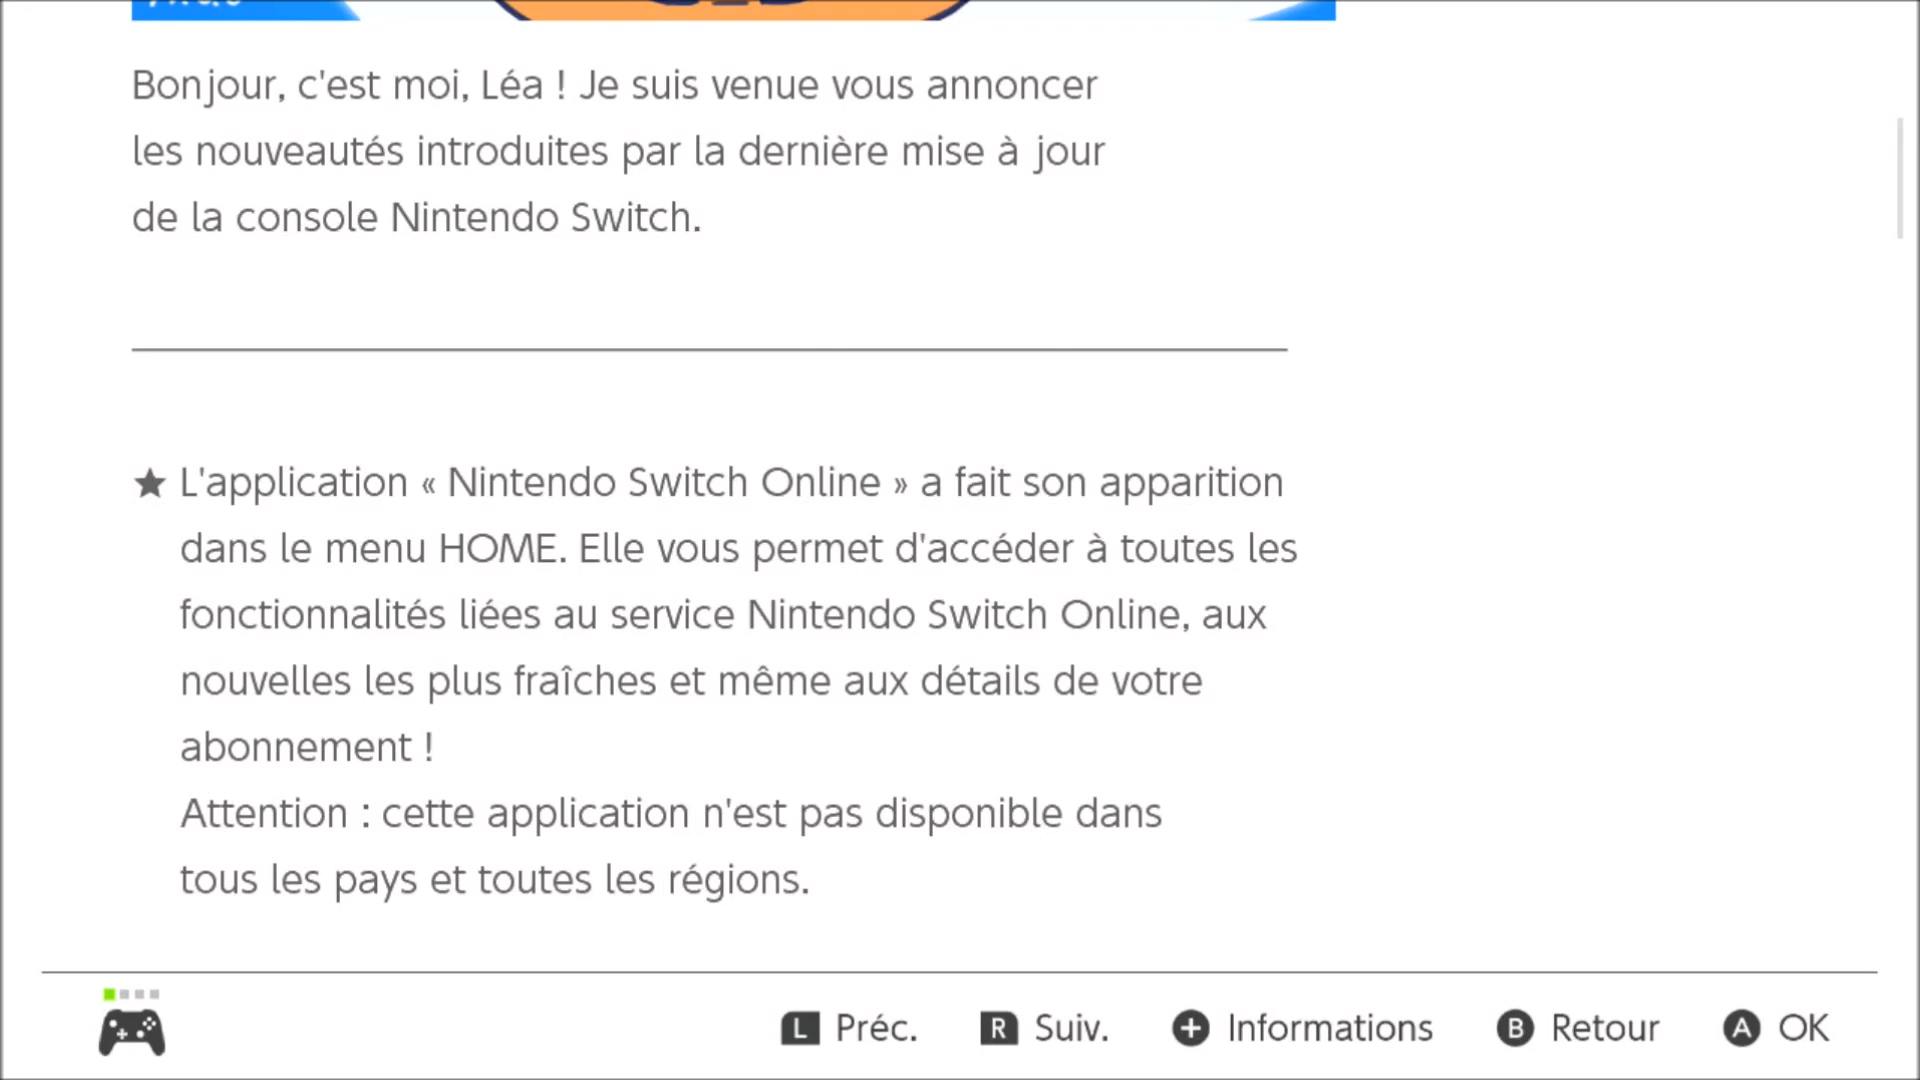 Bonjour, c'est moi, Léa ! Je suis venue vous annoncer
les nouveautés introduites par la dernière mise à jour
de la console Nintendo Switch.
★ L'application « Nintendo Switch Online » a fait son apparition
dans le menu HOME. Elle vous permet d'accéder à toutes les
fonctionnalités liées au service Nintendo Switch Online, aux
nouvelles les plus fraîches et même aux détails de votre
abonnement !
Attention : cette application n'est pas disponible dans
tous les pays et toutes les régions.
L Préc. R Suiv. + Informations B Retour A OK